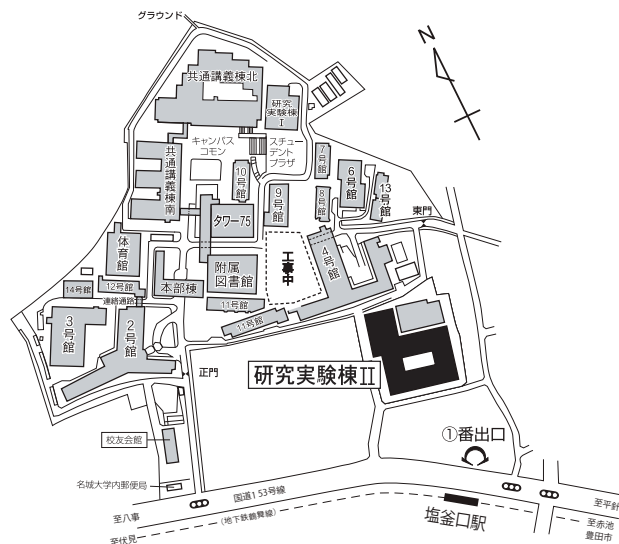 グラウンド
N
共通講義棟北
研究
実験棟
I
キャンパス
コモン
スチュー
デント
プラザ
共通講義棟南
10号館
7号館
6号館
13号館
9号館
8号館
タワー75
東門
体育館
工事中
4号館
附属
図書館
本部棟
12号館
14号館
連絡通路
11号館
11号館
3号館
2号館
正門
研究実験棟II
校友会館
①番出口
名城大学内郵便局
国道153号線
至八事
(地下鉄鶴舞線)
至伏見
塩釜口駅
至平針
至赤池
豊田市